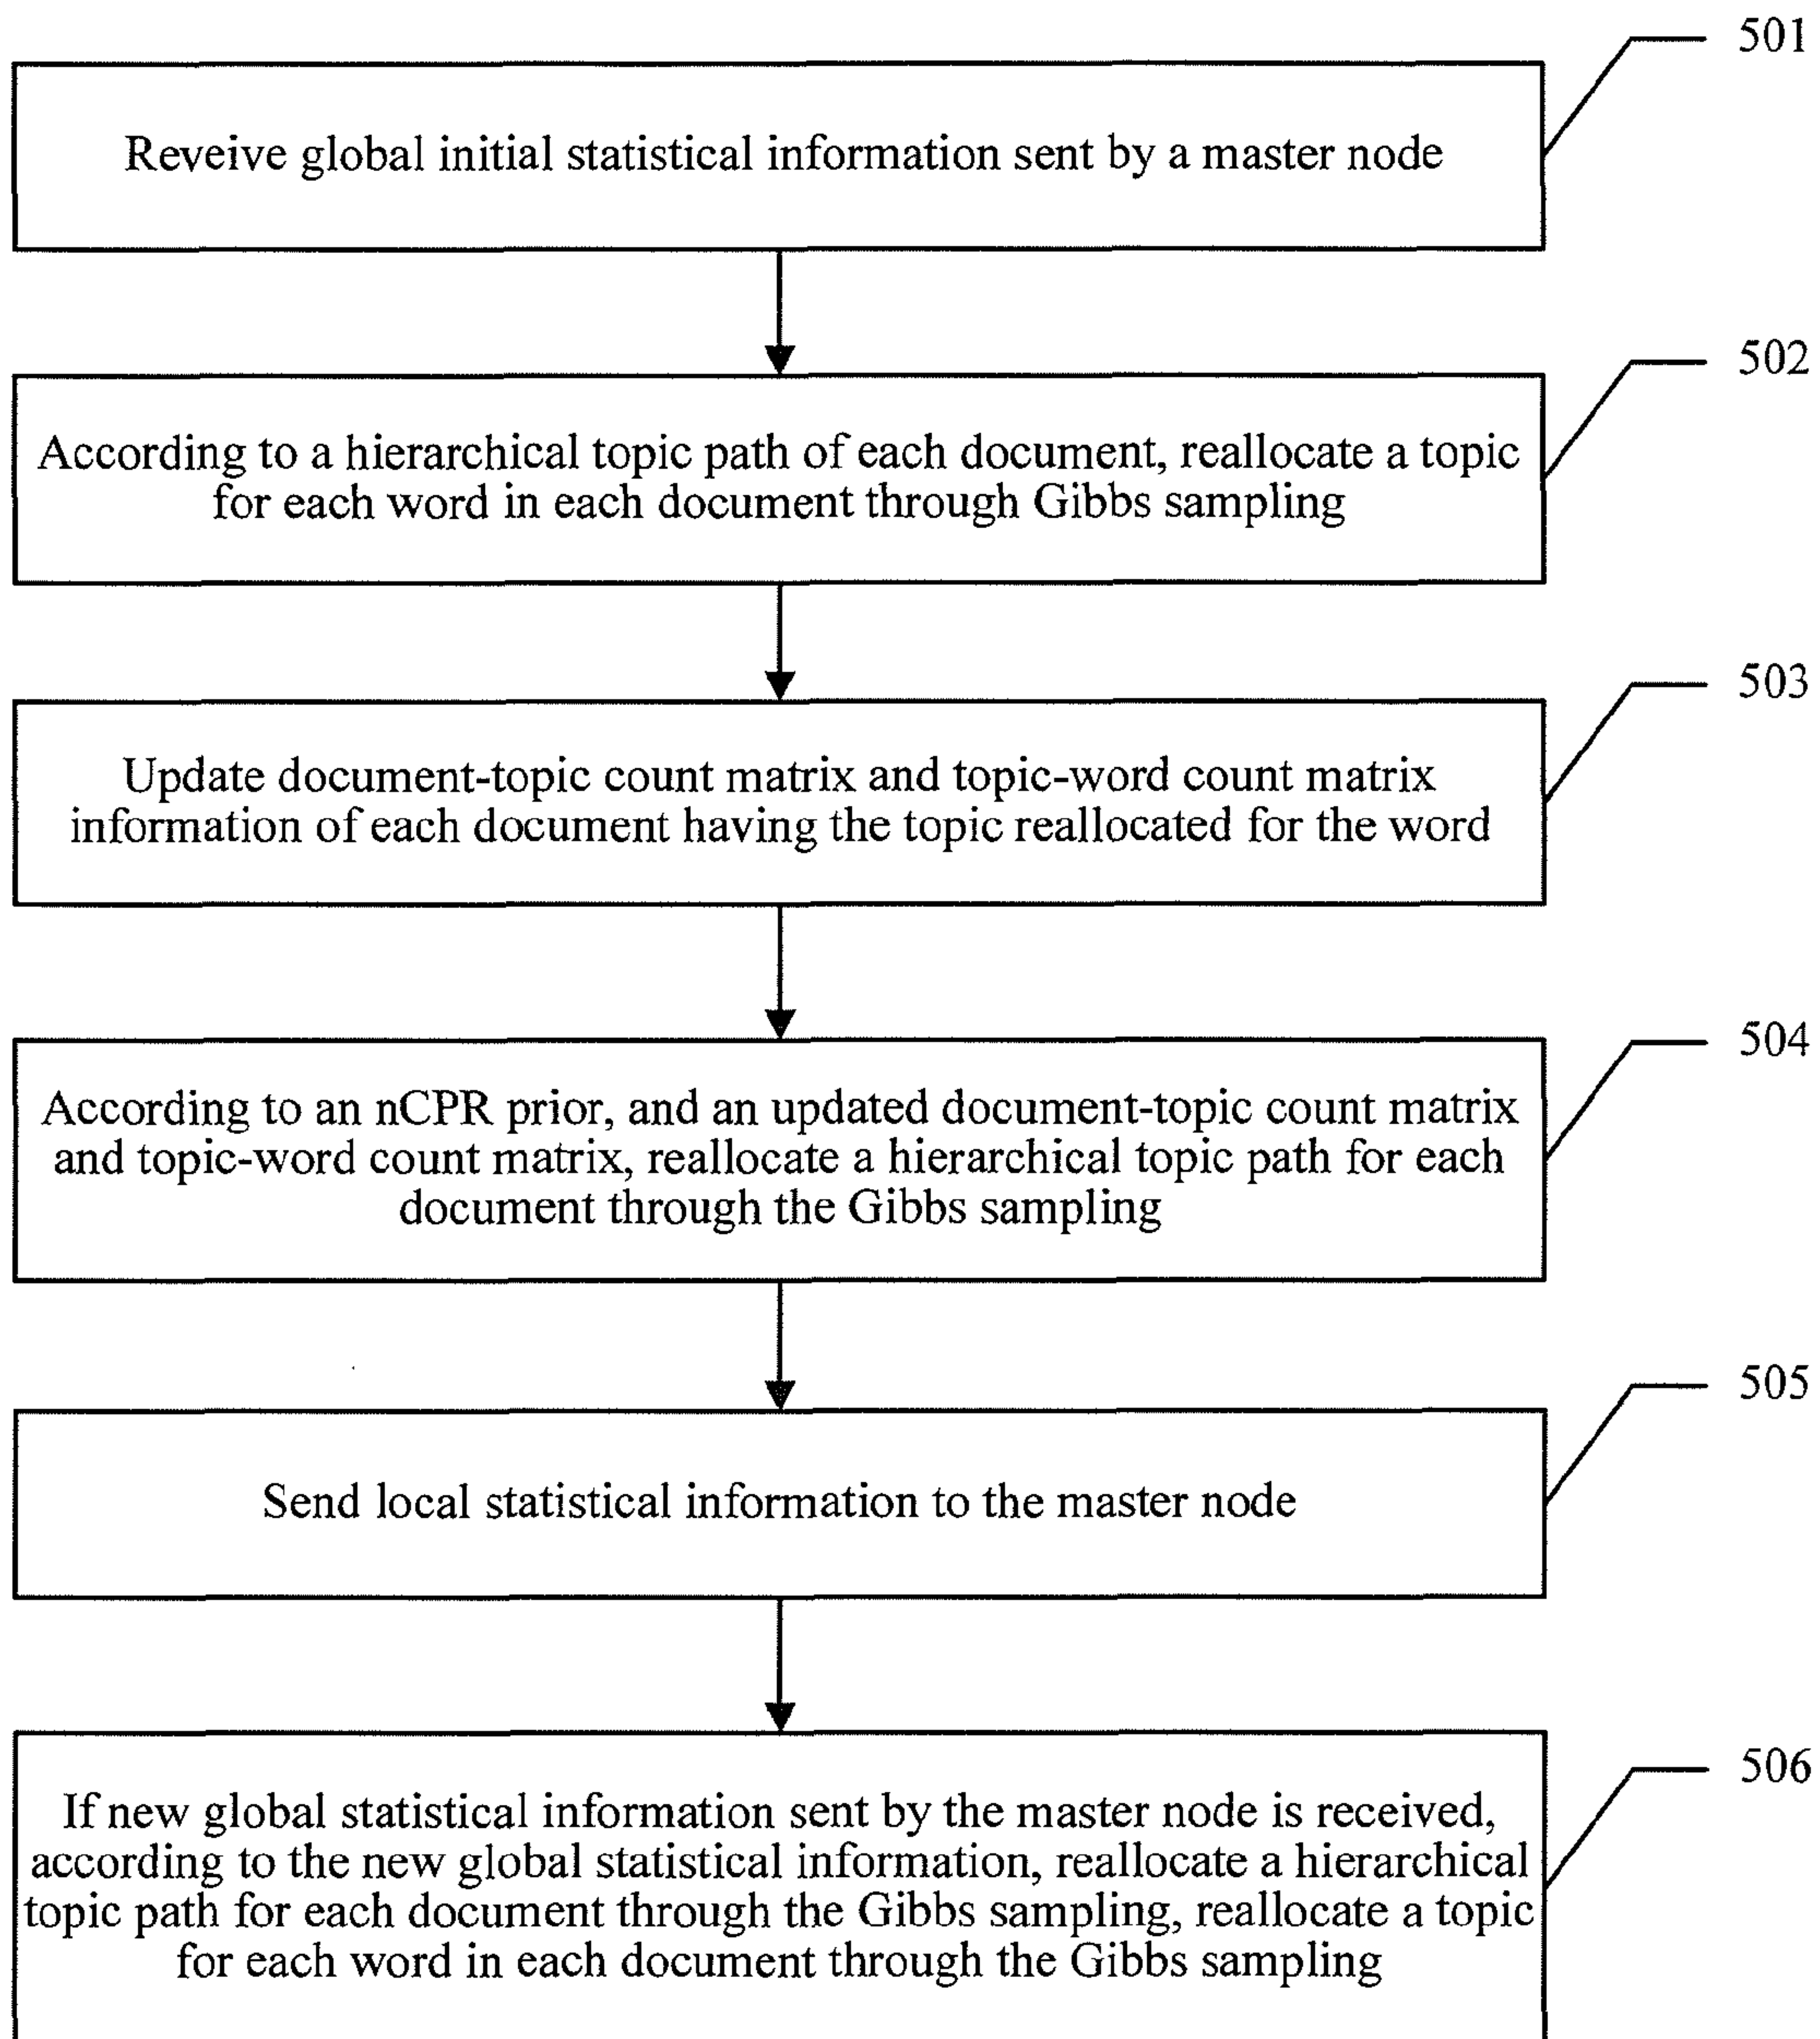 501
Reveive global initial statistical information sent by a master node
502
According to a hierarchical topic path of each document, reallocate a topic
for each word in each document through Gibbs sampling
503
Update document-topic count matrix and topic-word count matrix
information of each document having the topic reallocated for the word
504
According to an nCPR prior, and an updated document-topic count matrix
and topic-word count matrix, reallocate a hierarchical topic path for each
document through the Gibbs sampling
505
Send local statistical information to the master node
506
If new global statistical information sent by the master node is received,
according to the new global statistical information, reallocate a hierarchical
topic path for each document through the Gibbs sampling, reallocate a topic
for each word in each document through the Gibbs sampling